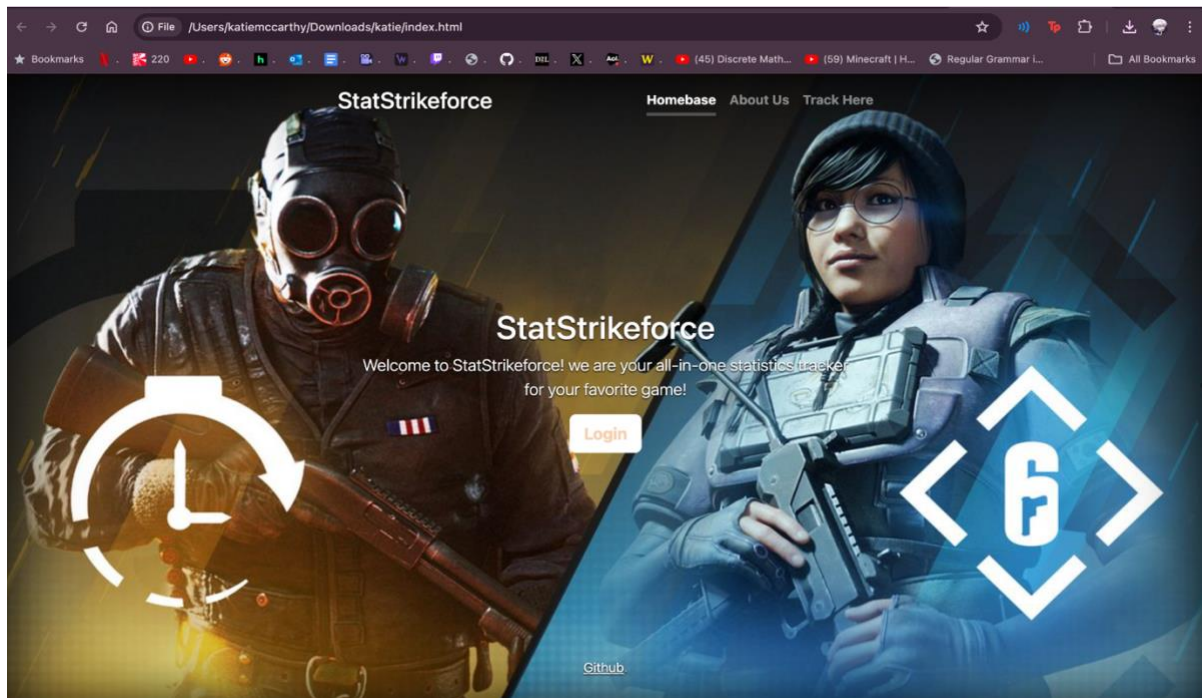 File /Users/katiemccarthy/Downloads/katie/index.html
Bookmarks 220 (45) Discrete Math... (59) Minecraft | H... Regular Grammar i... All Bookmarks
StatStrikeforce Homebase About Us Track Here
StatStrikeforce
Welcome to StatStrikeforce! we are your all-in-one statistics tracker
for your favorite game!
Login
6
Github